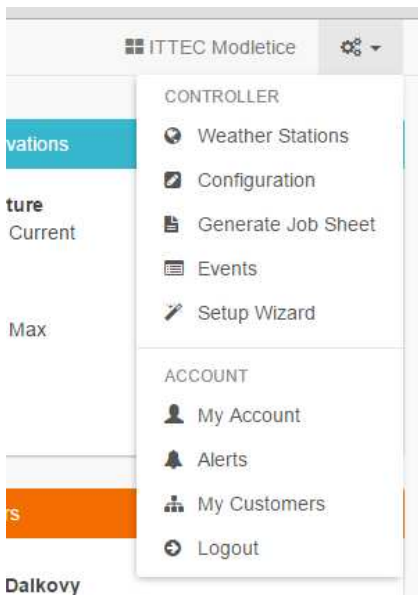 ITTEC Modletice
CONTROLLER
Weather Stations
Configuration
Generate Job Sheet
Events
Setup Wizard
ACCOUNT
My Account
Alerts
My Customers
Logout
vations
ture
Current
Max
rs
Dalkovy